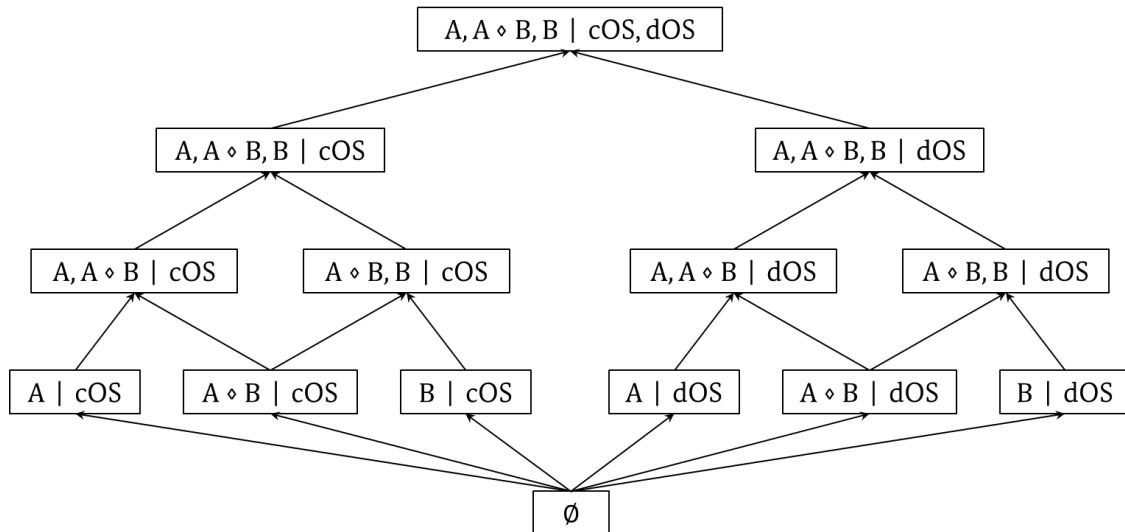 A, A ⋄ B, B | cOS, dOS
A, A ⋄ B, B | cOS
A, A ⋄ B, B | dOS
A, A ⋄ B | cOS
A ⋄ B, B | cOS
A, A ⋄ B | dOS
A ⋄ B, B | dOS
A | cOS
A ⋄ B | cOS
B | cOS
A | dOS
A ⋄ B | dOS
B | dOS
∅